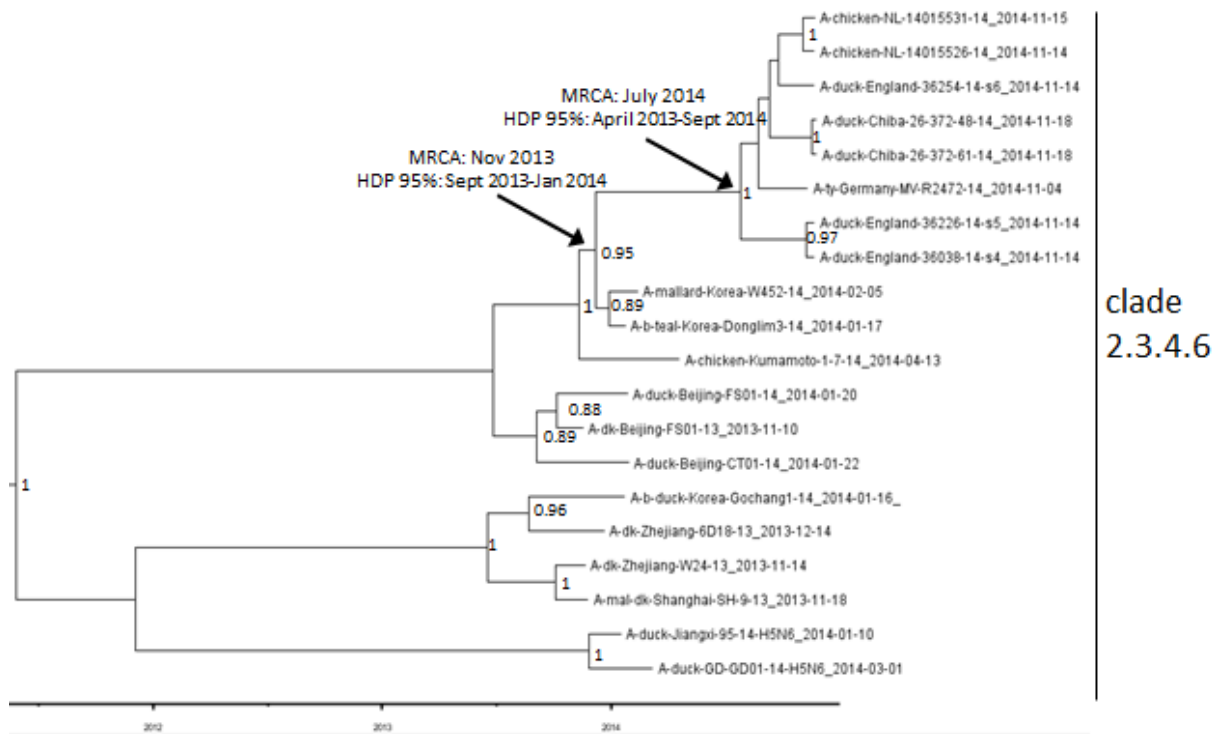 A-chicken-NL-14015531-14_2014-11-15
1
A-chicken-NL-14015526-14_2014-11-14
A-duck-England-36254-14-s6_2014-11-14
MRCA: July 2014
HDP 95%: April 2013-Sept 2014
A-duck-Chiba-26-372-48-14_2014-11-18
1
A-duck-Chiba-26-372-61-14_2014-11-18
MRCA: Nov 2013
HDP 95%: Sept 2013-Jan 2014
A-ty-Germany-MV-R2472-14_2014-11-04
1
A-duck-England-36226-14-s5_2014-11-14
0.97
A-duck-England-36038-14-s4_2014-11-14
0.95
A-mallard-Korea-W452-14_2014-02-05
0.89
1
A-b-teal-Korea-Donglim3-14_2014-01-17
clade
2.3.4.6
A-chicken-Kumamoto-1-7-14_2014-04-13
A-duck-Beijing-FS01-14_2014-01-20
0.88
A-dk-Beijing-FS01-13_2013-11-10
0.89
A-duck-Beijing-CT01-14_2014-01-22
1
A-b-duck-Korea-Gochang1-14_2014-01-16_
0.96
A-dk-Zhejiang-6D18-13_2013-12-14
1
A-dk-Zhejiang-W24-13_2013-11-14
1
A-mal-dk-Shanghai-SH-9-13_2013-11-18
A-duck-Jiangxi-95-14-H5N6_2014-01-10
1
A-duck-GD-GD01-14-H5N6_2014-03-01
2012 2013 2014